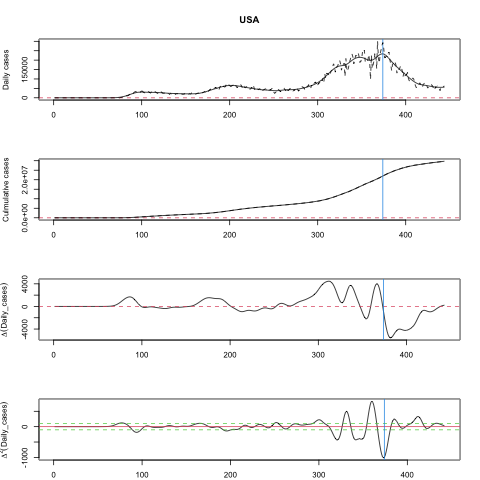 USA
Daily cases
0 150000
0 100 200 300 400
Culmulative cases
0.0e+00 2.0e+07
0 100 200 300 400
Δ(Daily_cases)
-4000 0 4000
0 100 200 300 400
Δ²(Daily_cases)
-1000 0
0 100 200 300 400